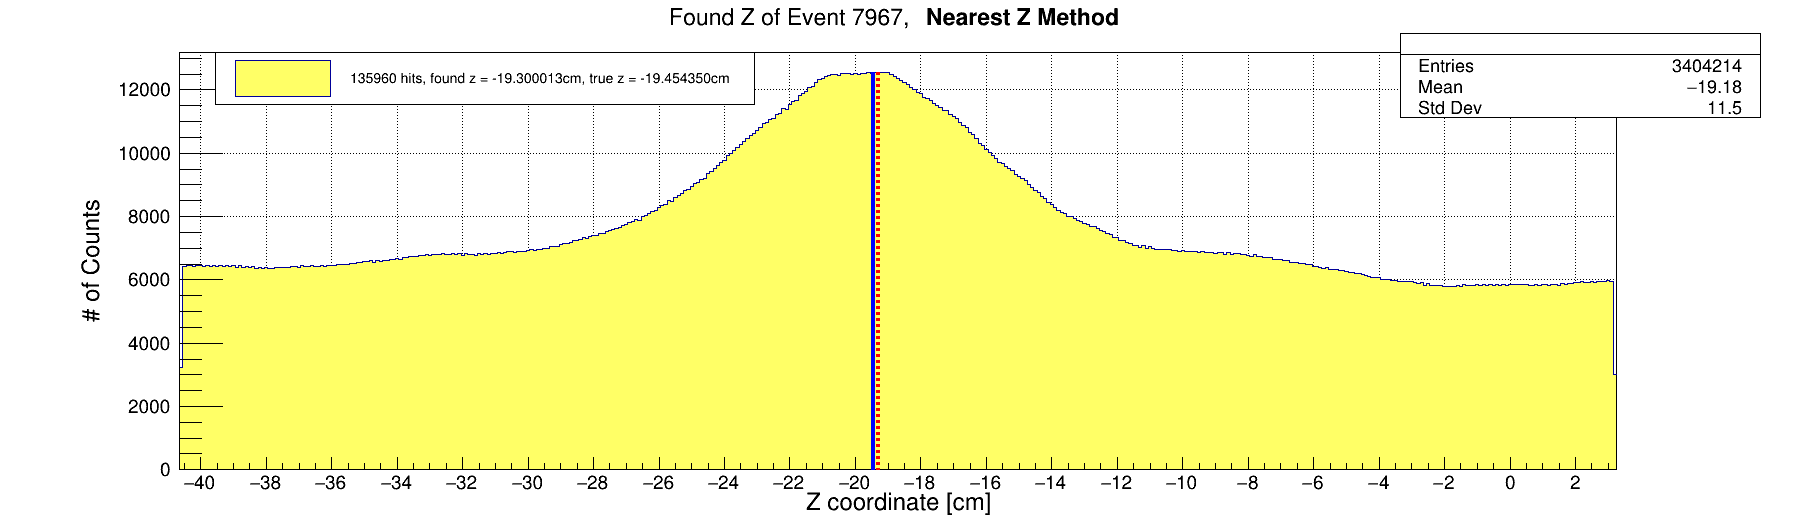 Found Z of Event 7967, Nearest Z Method
135960 hits, found z = -19.300013cm, true z = -19.454350cm
Entries 3404214
Mean −19.18
Std Dev 11.5
# of Counts
12000
10000
8000
6000
4000
2000
0
−40 −38 −36 −34 −32 −30 −28 −26 −24 −22 −20 −18 −16 −14 −12 −10 −8 −6 −4 −2 0 2
Z coordinate [cm]